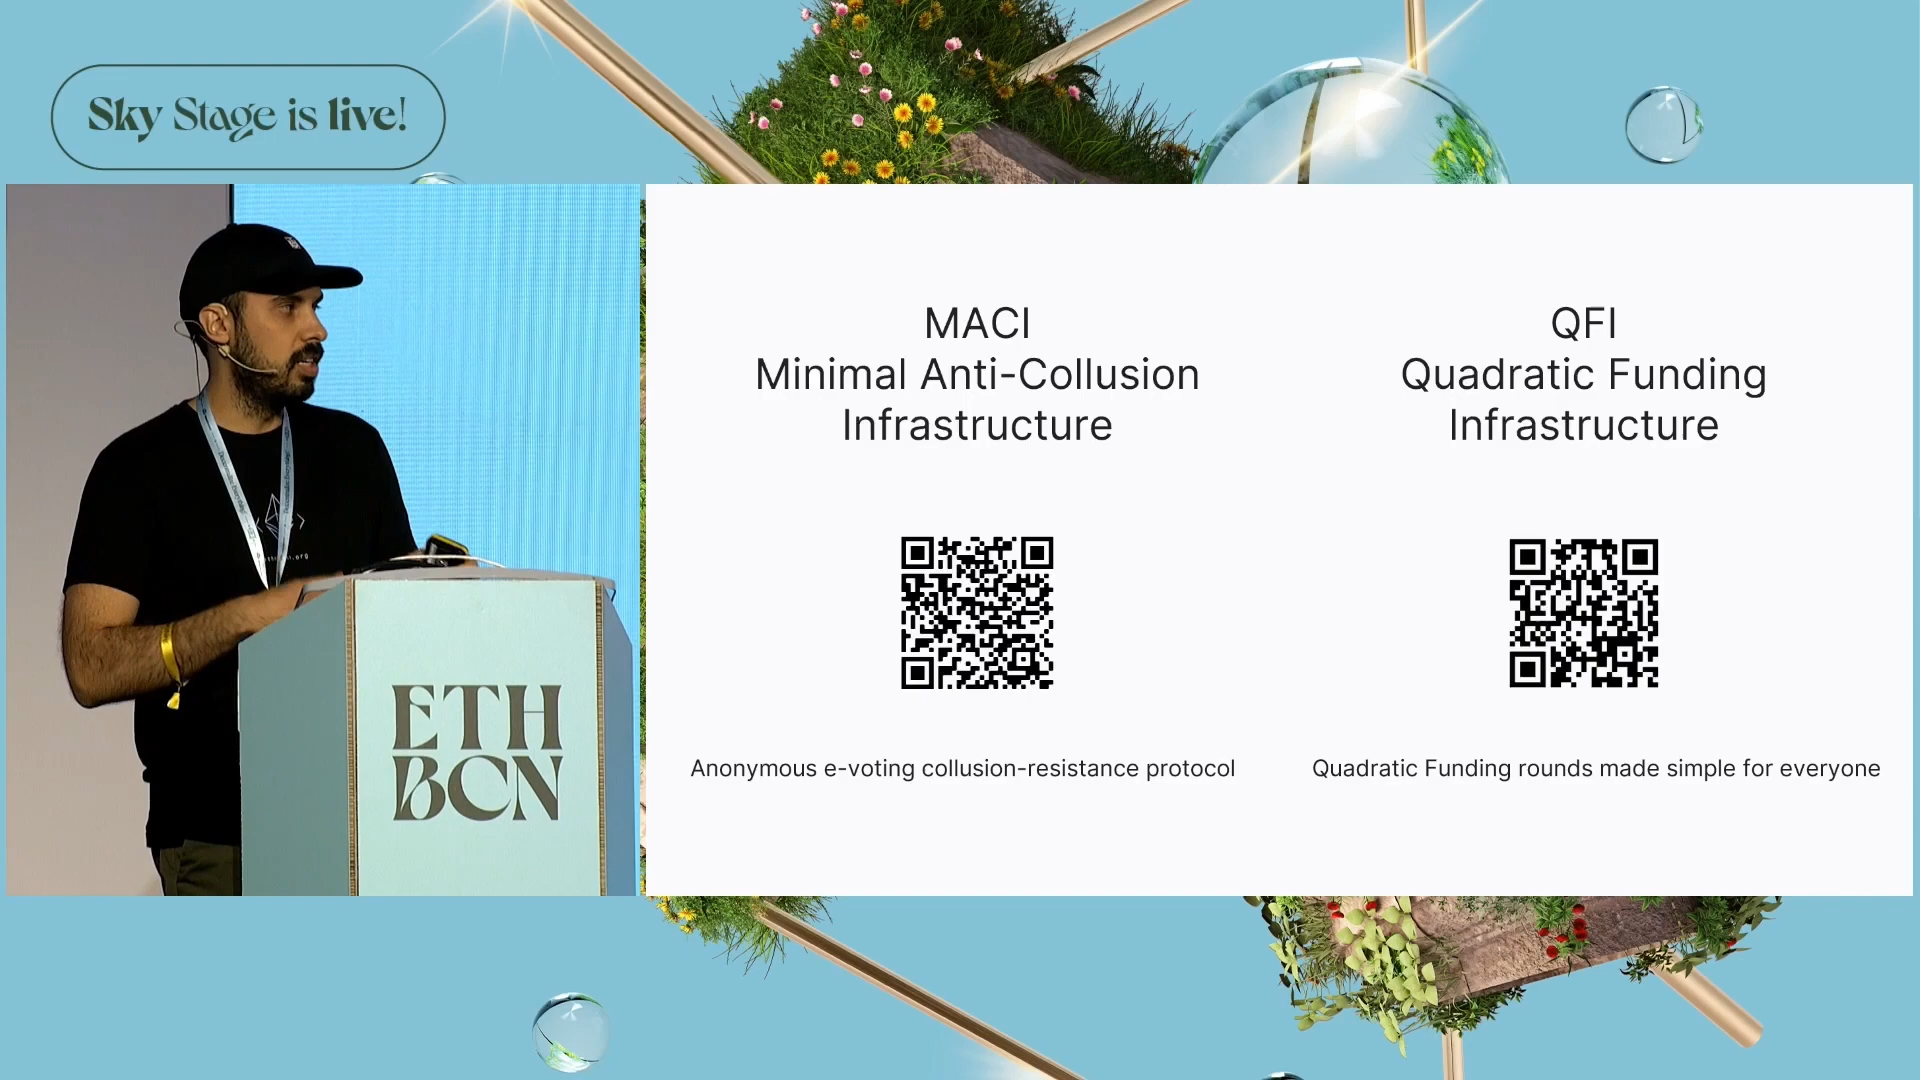 Sky Stage is live!
MACI
Minimal Anti-Collusion
Infrastructure
QFI
Quadratic Funding
Infrastructure
Anonymous e-voting collusion-resistance protocol
Quadratic Funding rounds made simple for everyone
ETH
BCN